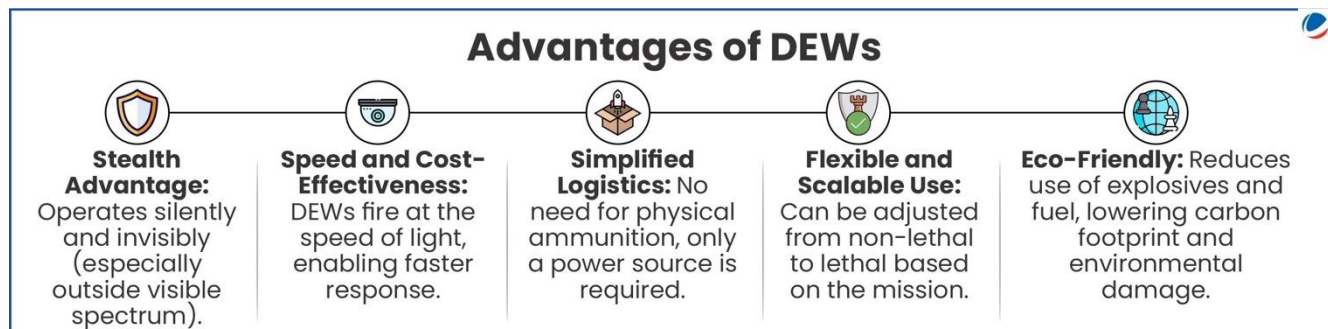 Advantages of DEWs
Stealth
Advantage:
Operates silently
and invisibly
(especially
outside visible
spectrum).
Speed and Cost-
Effectiveness:
DEWs fire at the
speed of light,
enabling faster
response.
Simplified
Logistics: No
need for physical
ammunition, only
a power source is
required.
Flexible and
Scalable Use:
Can be adjusted
from non-lethal
to lethal based
on the mission.
Eco-Friendly: Reduces
use of explosives and
fuel, lowering carbon
footprint and
environmental
damage.